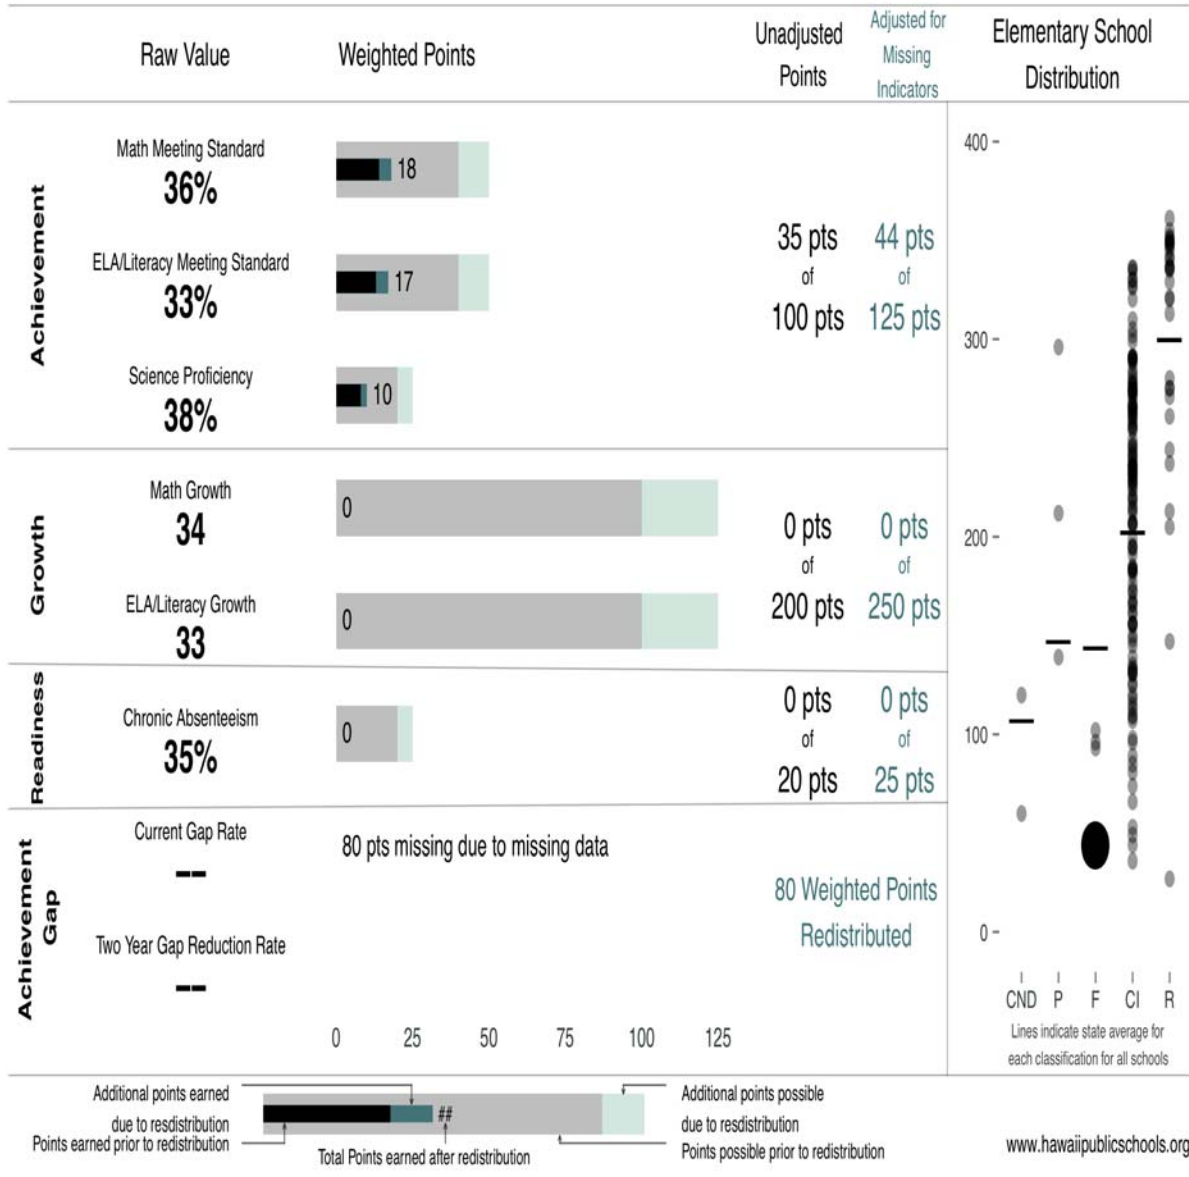 Raw Value
Weighted Points
Unadjusted
Points
Adjusted for
Missing
Indicators
Elementary School
Distribution
Achievement
Math Meeting Standard
36%
18
ELA/Literacy Meeting Standard
33%
17
Science Proficiency
38%
10
35 pts
of
100 pts
44 pts
of
125 pts
Growth
Math Growth
34
0
ELA/Literacy Growth
33
0
0 pts
of
200 pts
0 pts
of
250 pts
Readiness
Chronic Absenteeism
35%
0
0 pts
of
20 pts
0 pts
of
25 pts
Achievement
Gap
Current Gap Rate
--
80 pts missing due to missing data
Two Year Gap Reduction Rate
--
80 Weighted Points
Redistributed
0 25 50 75 100 125
400
300
200
100
0
CND P F CI R
Lines indicate state average for
each classification for all schools
Additional points earned
due to resdistribution
Points earned prior to redistribution
##
Total Points earned after redistribution
Additional points possible
due to resdistribution
Points possible prior to redistribution
www.hawaiipublicschools.org